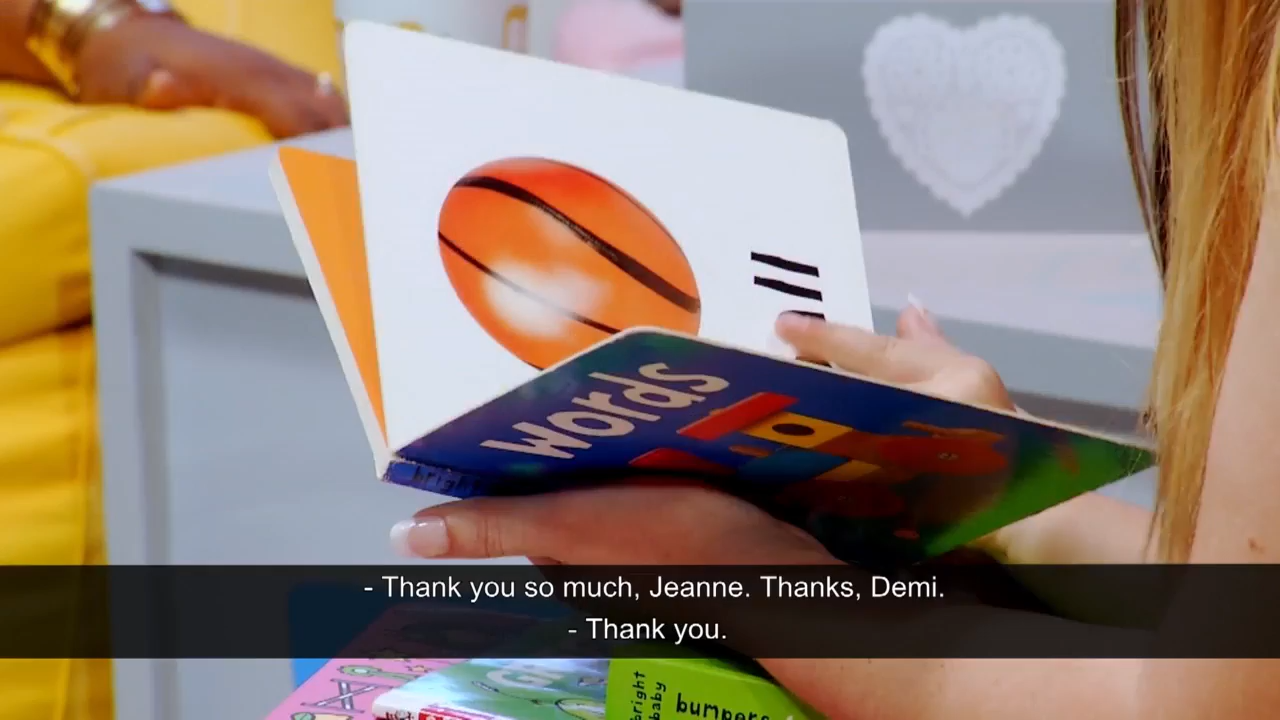 words
- Thank you so much, Jeanne. Thanks, Demi.
- Thank you.
bright
baby
bumpers